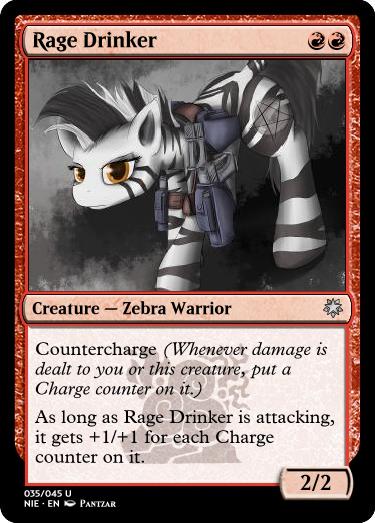 Rage Drinker
Creature — Zebra Warrior
Countercharge (Whenever damage is
dealt to you or this creature, put a
Charge counter on it.)
As long as Rage Drinker is attacking,
it gets +1/+1 for each Charge
counter on it.
2/2
035/045 U
NIE • EN Pantzar